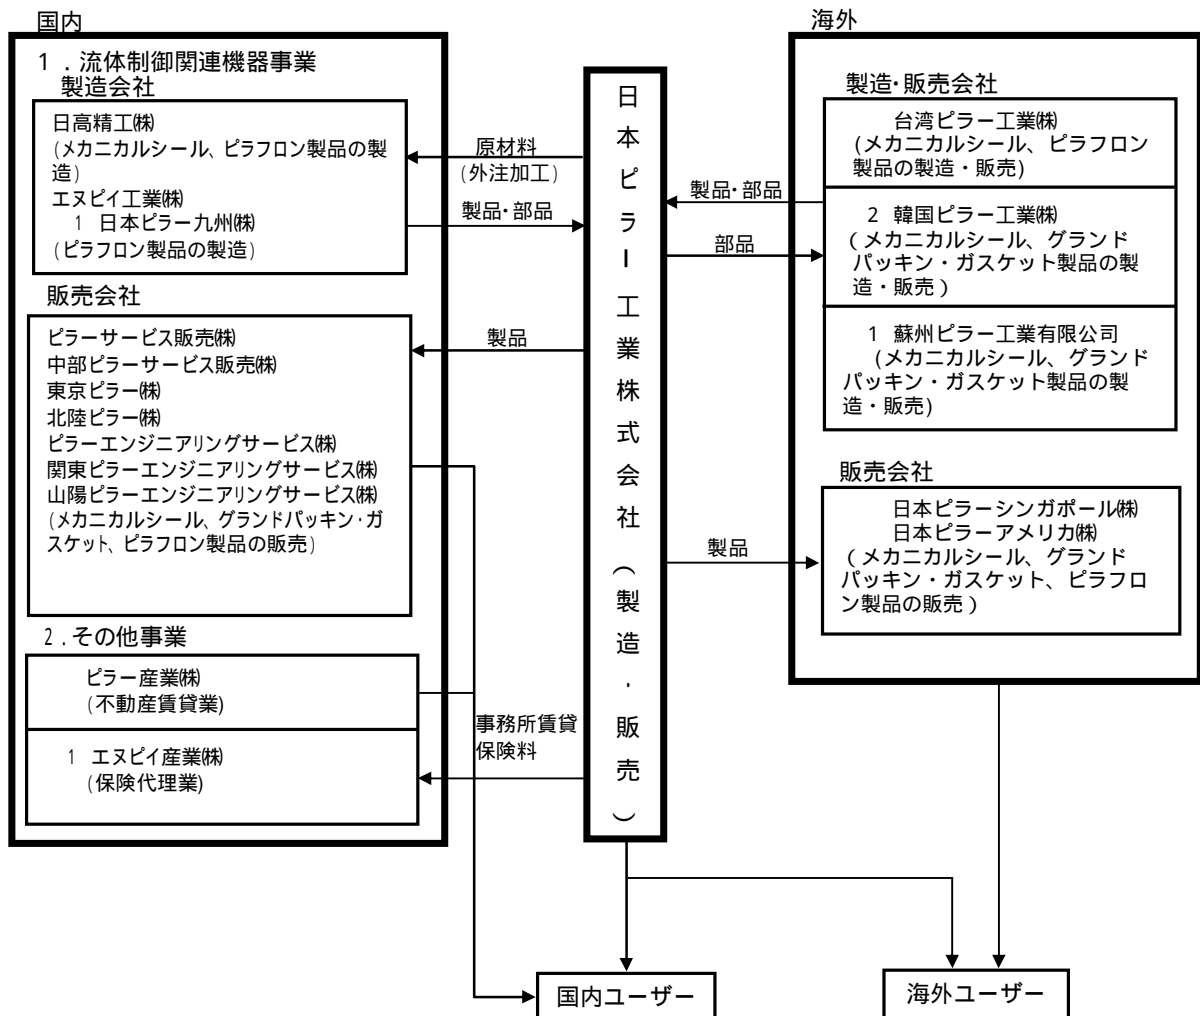 国内
1．流体制御関連機器事業
製造会社
日高精工㈱
(メカニカルシール、ピラフロン製品の製
造)
エヌピイ工業㈱
1 日本ピラー九州㈱
(ピラフロン製品の製造)
販売会社
ピラーサービス販売㈱
中部ピラーサービス販売㈱
東京ピラー㈱
北陸ピラー㈱
ピラーエンジニアリングサービス㈱
関東ピラーエンジニアリングサービス㈱
山陽ピラーエンジニアリングサービス㈱
(メカニカルシール、グランドパッキン・ガ
スケット、ピラフロン製品の販売)
2．その他事業
ピラー産業㈱
(不動産賃貸業)
1 エヌピイ産業㈱
(保険代理業)
原材料
(外注加工)
製品・部品
製品
事務所賃貸
保険料
日本ピラー工業株式会社（製造・販売）
製品・部品
部品
製品
海外
製造・販売会社
台湾ピラー工業㈱
(メカニカルシール、ピラフロン
製品の製造・販売)
2 韓国ピラー工業㈱
(メカニカルシール、グランド
パッキン・ガスケット製品の製
造・販売)
1 蘇州ピラー工業有限公司
(メカニカルシール、グランド
パッキン・ガスケット製品の製
造・販売)
販売会社
日本ピラーシンガポール㈱
日本ピラーアメリカ㈱
(メカニカルシール、グランド
パッキン・ガスケット、ピラフロ
ン製品の販売)
国内ユーザー
海外ユーザー